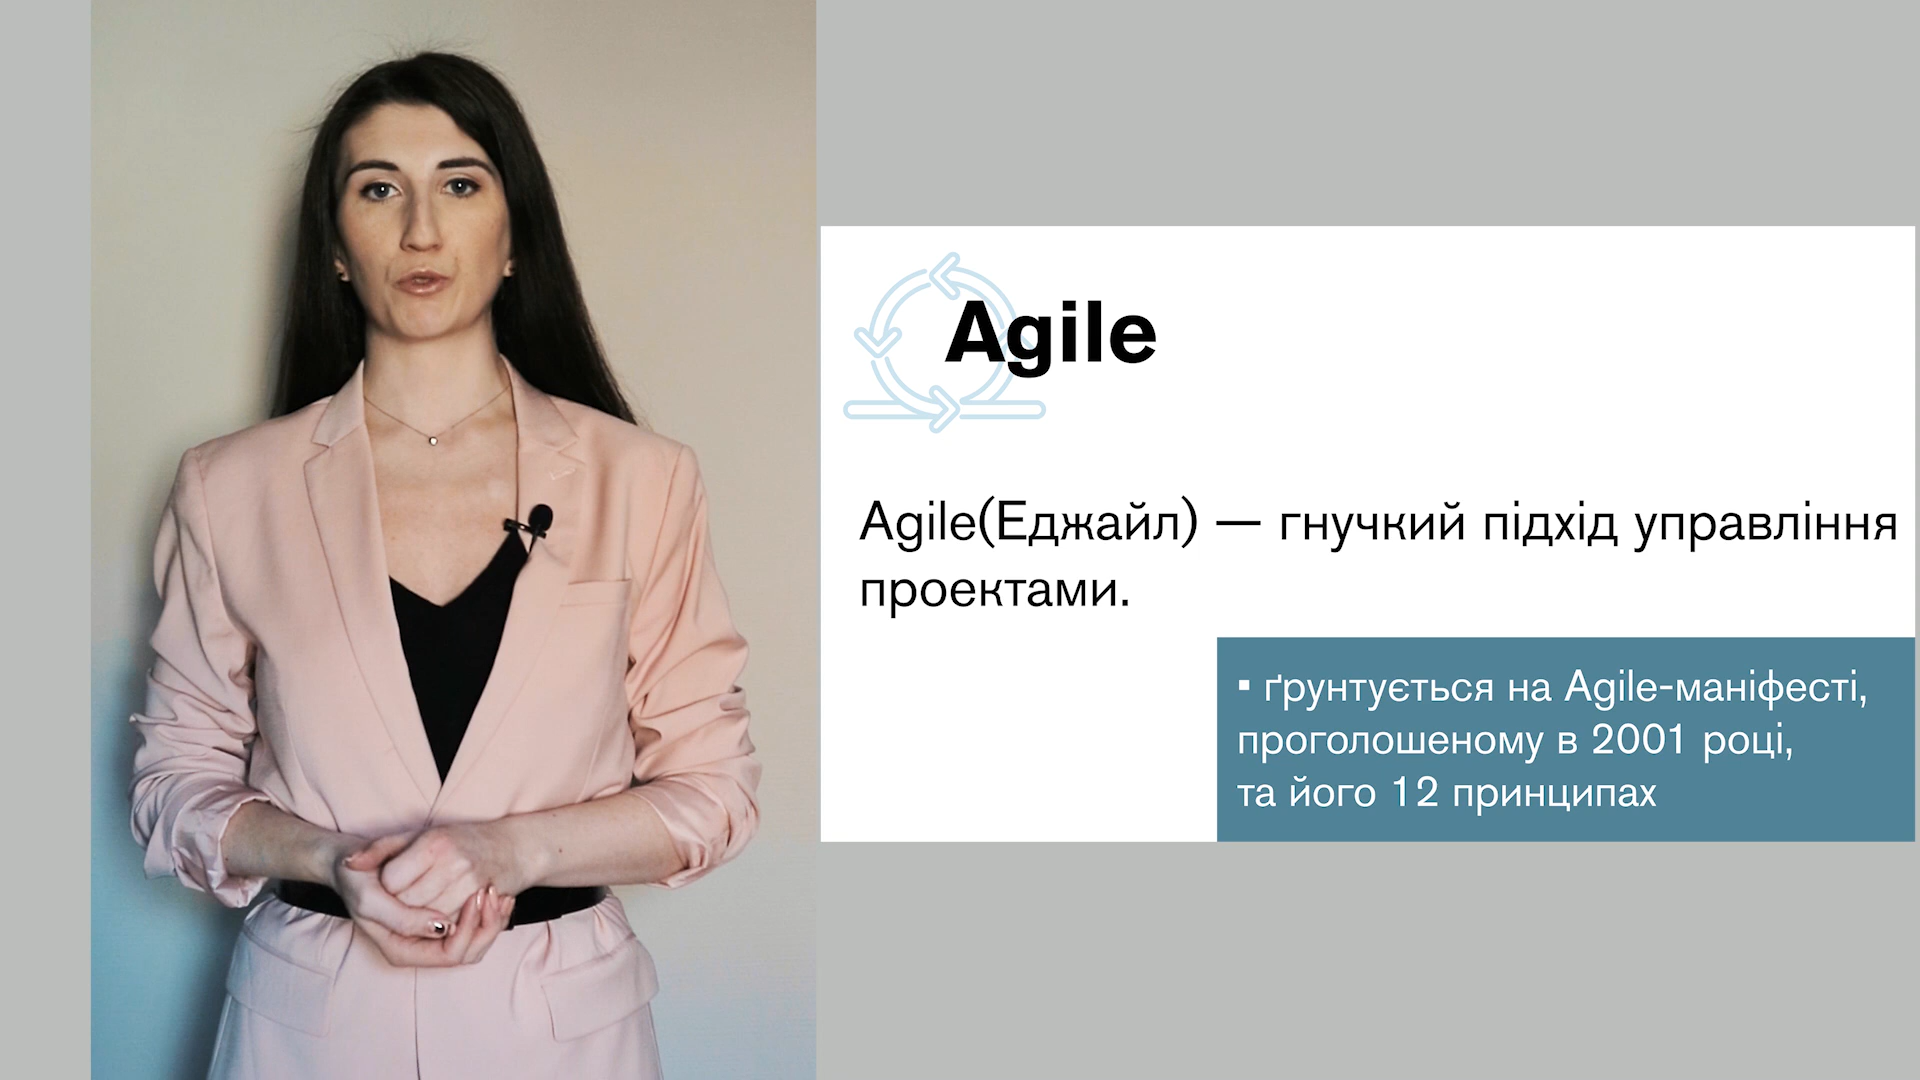 Agile
Agile(Еджайл) — гнучкий підхід управління
проектами.
▪ ґрунтується на Agile-маніфесті,
проголошеному в 2001 році,
та його 12 принципах